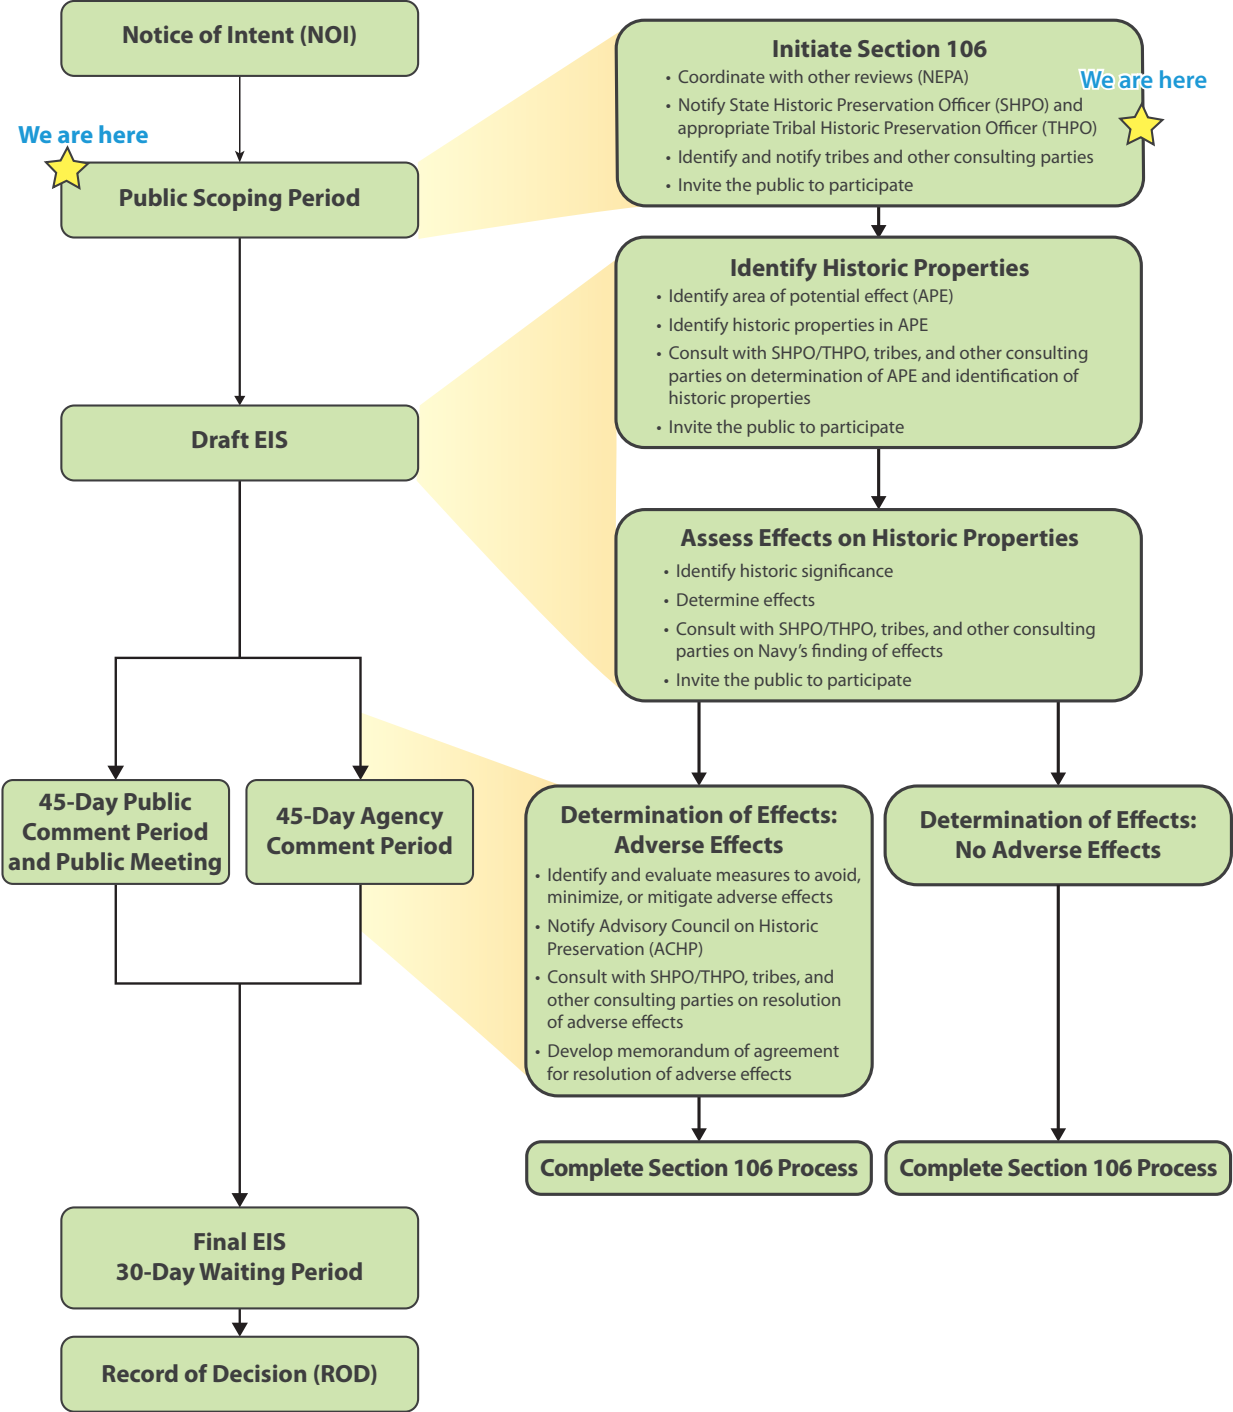 Notice of Intent (NOI)
We are here
Public Scoping Period
Draft EIS
45-Day Public
Comment Period
and Public Meeting
45-Day Agency
Comment Period
Final EIS
30-Day Waiting Period
Record of Decision (ROD)
Initiate Section 106
• Coordinate with other reviews (NEPA)
We are here
• Notify State Historic Preservation Officer (SHPO) and
appropriate Tribal Historic Preservation Officer (THPO)
• Identify and notify tribes and other consulting parties
• Invite the public to participate
Identify Historic Properties
• Identify area of potential effect (APE)
• Identify historic properties in APE
• Consult with SHPO/THPO, tribes, and other consulting
parties on determination of APE and identification of
historic properties
• Invite the public to participate
Assess Effects on Historic Properties
• Identify historic significance
• Determine effects
• Consult with SHPO/THPO, tribes, and other consulting
parties on Navy's finding of effects
• Invite the public to participate
Determination of Effects:
Adverse Effects
• Identify and evaluate measures to avoid,
minimize, or mitigate adverse effects
• Notify Advisory Council on Historic
Preservation (ACHP)
• Consult with SHPO/THPO, tribes, and
other consulting parties on resolution
of adverse effects
• Develop memorandum of agreement
for resolution of adverse effects
Complete Section 106 Process
Determination of Effects:
No Adverse Effects
Complete Section 106 Process